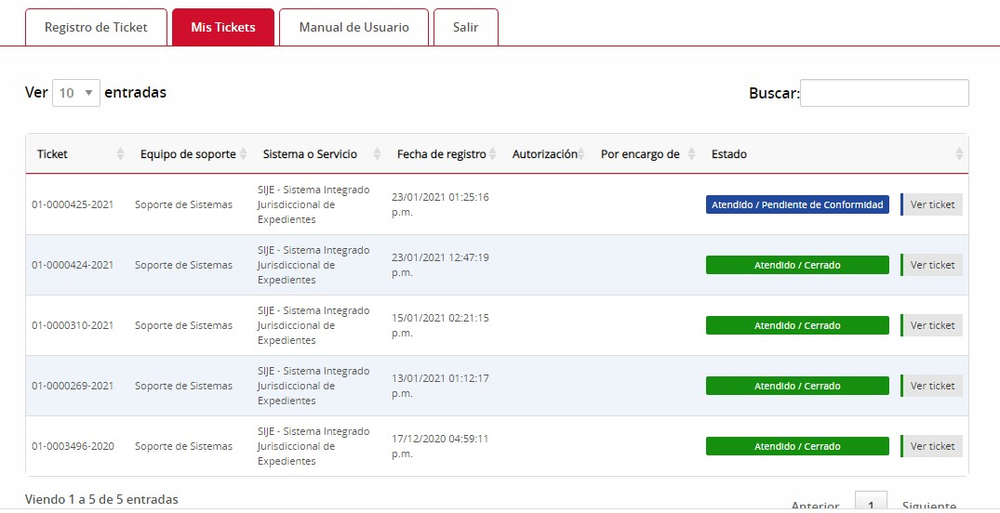 Registro de Ticket
Mis Tickets
Manual de Usuario
Salir
Ver 10 entradas
Buscar:
Ticket
Equipo de soporte
Sistema o Servicio
Fecha de registro
Autorización
Por encargo de
Estado
01-0000425-2021
Soporte de Sistemas
SIJE - Sistema Integrado
Jurisdiccional de
Expedientes
23/01/2021 01:25:16
p.m.
Atendido / Pendiente de Conformidad
Ver ticket
01-0000424-2021
Soporte de Sistemas
SIJE - Sistema Integrado
Jurisdiccional de
Expedientes
23/01/2021 12:47:19
p.m.
Atendido / Cerrado
Ver ticket
01-0000310-2021
Soporte de Sistemas
SIJE - Sistema Integrado
Jurisdiccional de
Expedientes
15/01/2021 02:21:15
p.m.
Atendido / Cerrado
Ver ticket
01-0000269-2021
Soporte de Sistemas
SIJE - Sistema Integrado
Jurisdiccional de
Expedientes
13/01/2021 01:12:17
p.m.
Atendido / Cerrado
Ver ticket
01-0003496-2020
Soporte de Sistemas
SIJE - Sistema Integrado
Jurisdiccional de
Expedientes
17/12/2020 04:59:11
p.m.
Atendido / Cerrado
Ver ticket
Viendo 1 a 5 de 5 entradas
Anterior
1
Siguiente